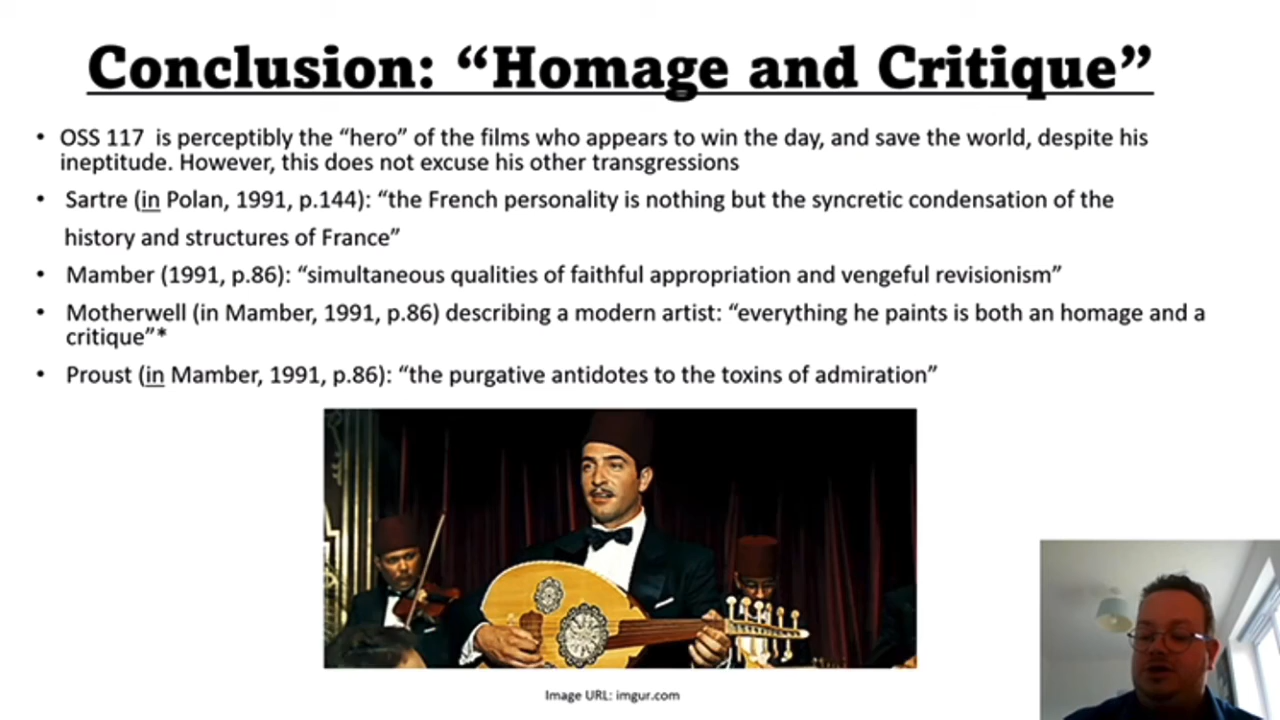 Conclusion: “Homage and Critique”
• OSS 117 is perceptibly the “hero” of the films who appears to win the day, and save the world, despite his
ineptitude. However, this does not excuse his other transgressions
• Sartre (in Polan, 1991, p.144): “the French personality is nothing but the syncretic condensation of the
history and structures of France”
• Mamber (1991, p.86): “simultaneous qualities of faithful appropriation and vengeful revisionism”
• Motherwell (in Mamber, 1991, p.86) describing a modern artist: “everything he paints is both an homage and a
critique”*
• Proust (in Mamber, 1991, p.86): “the purgative antidotes to the toxins of admiration”
Image URL: imgur.com